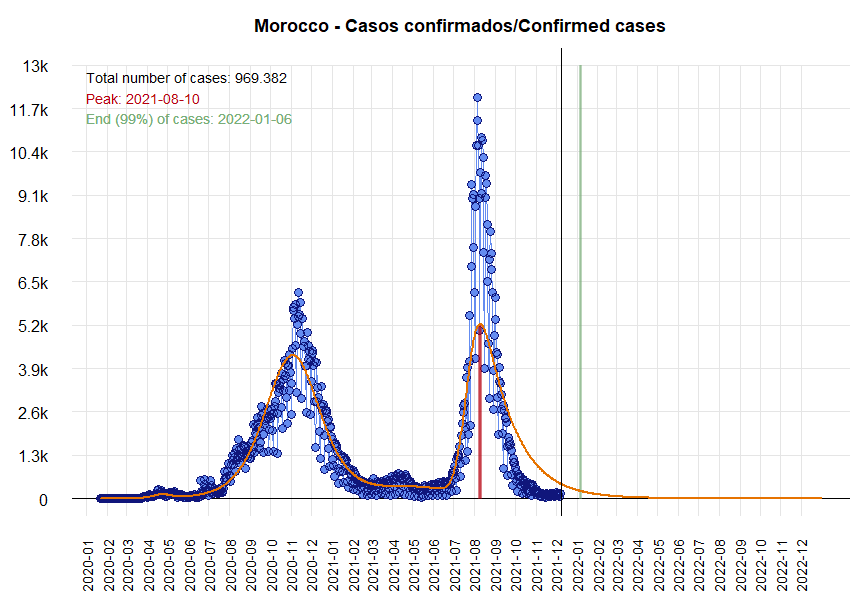 Morocco - Casos confirmados/Confirmed cases
13k
Total number of cases: 969.382
Peak: 2021-08-10
End (99%) of cases: 2022-01-06
11.7k
10.4k
9.1k
7.8k
6.5k
5.2k
3.9k
2.6k
1.3k
0
2020-01
2020-02
2020-03
2020-04
2020-05
2020-06
2020-07
2020-08
2020-09
2020-10
2020-11
2020-12
2021-01
2021-02
2021-03
2021-04
2021-05
2021-06
2021-07
2021-08
2021-09
2021-10
2021-11
2021-12
2022-01
2022-02
2022-03
2022-04
2022-05
2022-06
2022-07
2022-08
2022-09
2022-10
2022-11
2022-12